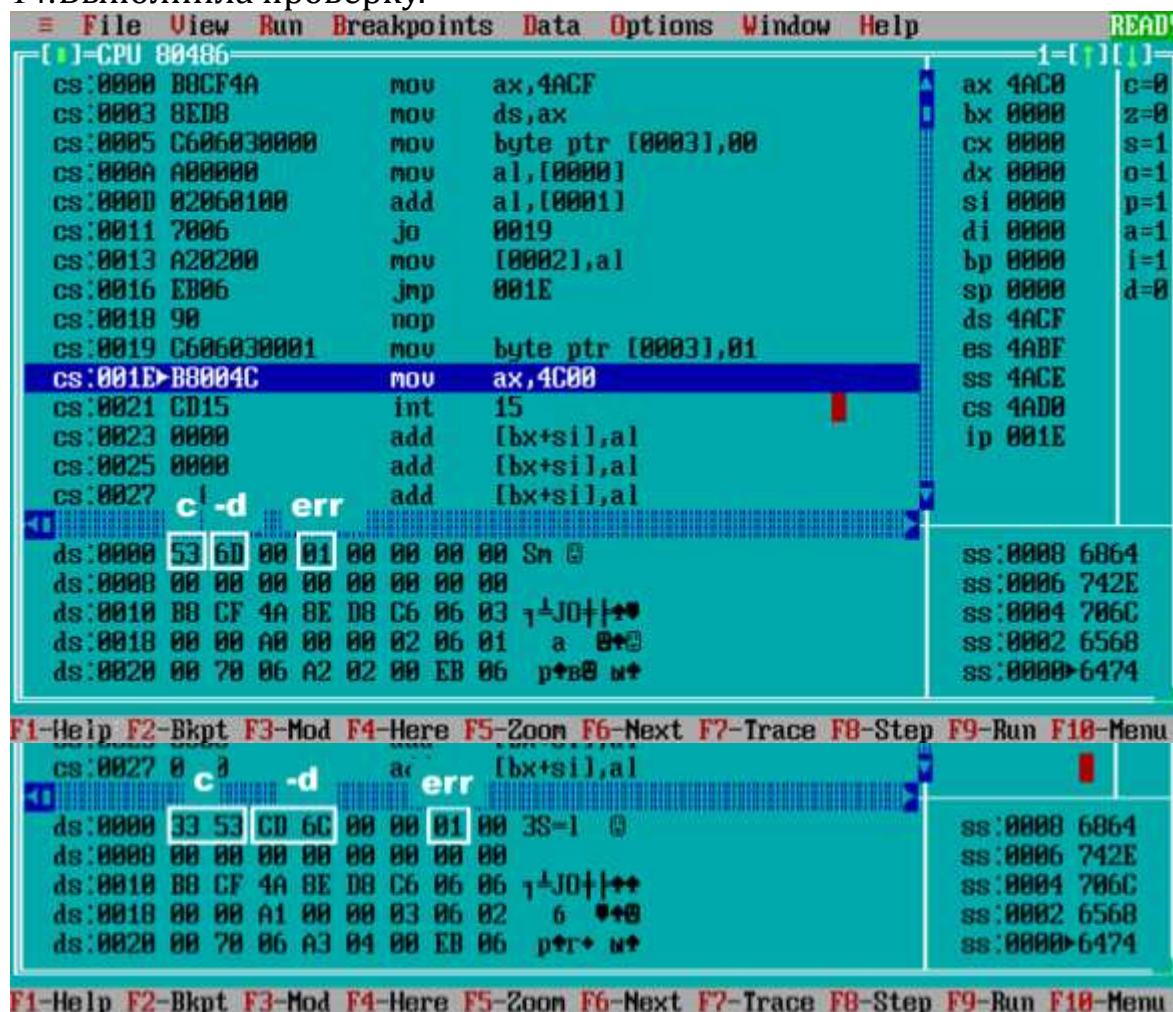 14.Выполнила проверку.
≡ File View Run Breakpoints Data Options Window Help READ
[ ]=CPU 80486 1=[↑][↓]=
cs:0000 B8CF4A mov ax,4ACF ax 4AC0 c=0
cs:0003 8ED8 mov ds,ax bx 0000 z=0
cs:0005 C606030000 mov byte ptr [0003],00 cx 0000 s=1
cs:000A A00000 mov al,[0000] dx 0000 o=1
cs:000D 02060100 add al,[0001] si 0000 p=1
cs:0011 7006 jo 0019 di 0000 a=1
cs:0013 A20200 mov [0002],al bp 0000 i=1
cs:0016 EB06 jmp 001E sp 0000 d=0
cs:0018 90 nop ds 4ACF
cs:0019 C606030001 mov byte ptr [0003],01 es 4ABF
cs:001E►B8004C mov ax,4C00 ss 4ACE
cs:0021 CD15 int 15 cs 4AD0
cs:0023 0000 add [bx+si],al ip 001E
cs:0025 0000 add [bx+si],al
cs:0027 add [bx+si],al
c -d err
ds:0000 53 6D 00 01 00 00 00 00 Sm ☺ ss:0008 6864
ds:0008 00 00 00 00 00 00 00 00 ss:0006 742E
ds:0010 B8 CF 4A 8E D8 C6 06 03 ╕╧JО╪╞♠♥ ss:0004 706C
ds:0018 00 00 A0 00 00 02 06 01 а ☻♠☺ ss:0002 6568
ds:0020 00 70 06 A2 02 00 EB 06 p♠в☻ ы♠ ss:0000►6474
F1-Help F2-Bkpt F3-Mod F4-Here F5-Zoom F6-Next F7-Trace F8-Step F9-Run F10-Menu
cs:0027 [bx+si],al
c -d err
ds:0000 33 53 CD 6C 00 00 01 00 3S=l ☺ ss:0008 6864
ds:0008 00 00 00 00 00 00 00 00 ss:0006 742E
ds:0010 B8 CF 4A 8E D8 C6 06 06 ╕╧JО╪╞♠♠ ss:0004 706C
ds:0018 00 00 A1 00 00 03 06 02 б ♥♠☻ ss:0002 6568
ds:0020 00 70 06 A3 04 00 EB 06 p♠г♦ ы♠ ss:0000►6474
F1-Help F2-Bkpt F3-Mod F4-Here F5-Zoom F6-Next F7-Trace F8-Step F9-Run F10-Menu